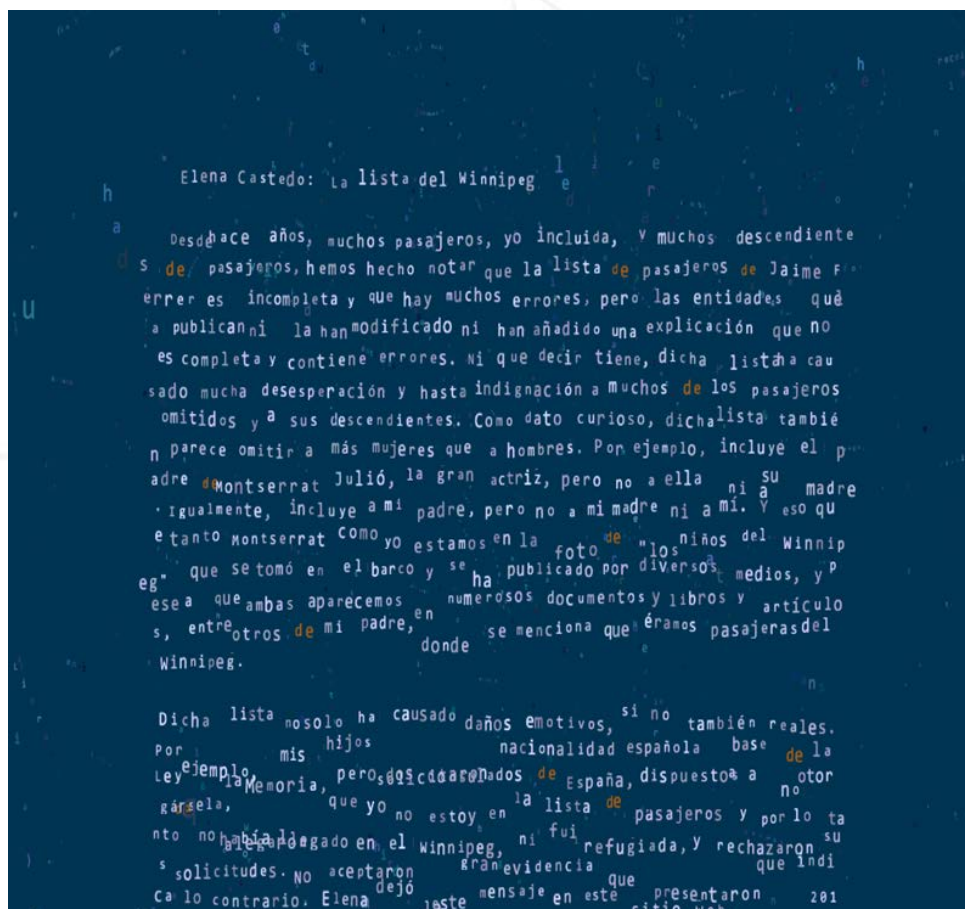 Elena Castedo: La lista del Winnipeg
Desde hace años, muchos pasajeros, yo incluida, y muchos descendiente
s de pasajeros, hemos hecho notar que la lista de pasajeros de Jaime F
errer es incompleta y que hay muchos errores, pero las entidades que
a publican ni la han modificado ni han añadido una explicación que no
es completa y contiene errores. Ni que decir tiene, dicha lista ha cau
sado mucha desesperación y hasta indignación a muchos de los pasajeros
omitidos y a sus descendientes. Como dato curioso, dicha lista tambié
n parece omitir a más mujeres que a hombres. Por ejemplo, incluye el p
adre de Montserrat Julió, la gran actriz, pero no a ella ni a su madre
. Igualmente, incluye a mi padre, pero no a mi madre ni a mí. Y eso qu
e tanto Montserrat como yo estamos en la foto de "los niños del Winnip
eg" que se tomó en el barco y se ha publicado por diversos medios, y p
ese a que ambas aparecemos en numerosos documentos y libros y artículo
s, entre otros de mi padre, en donde se menciona que éramos pasajeras del
Winnipeg.
Dicha lista no solo ha causado daños emotivos, si no también reales.
Por ejemplo, mis hijos nacionalidad española base de la
Ley Memoria, pero dos de España, dispuestos a otor
gársela, que yo no estoy en la lista de pasajeros y por lo ta
nto no había llegado en el Winnipeg, ni fui refugiada, y rechazaron su
s solicitudes. No aceptaron gran evidencia que presentaron que indi
ca lo contrario. Elena dejó este mensaje en este 201